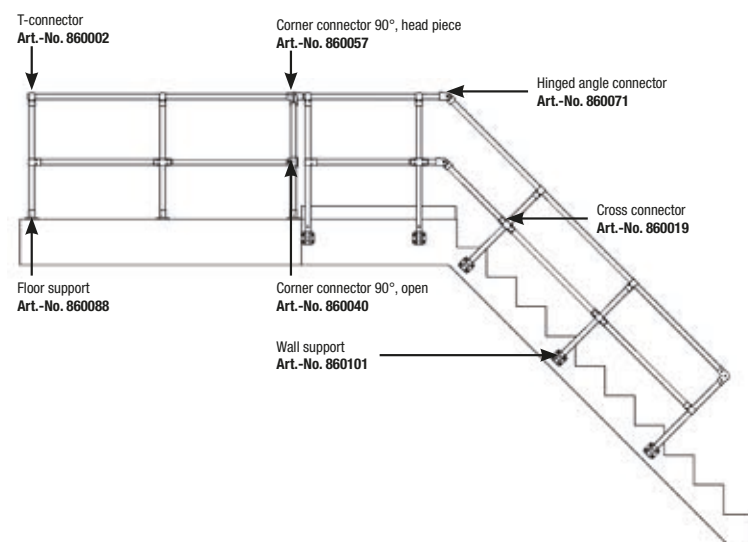 T-connector
Art.-No. 860002
Corner connector 90°, head piece
Art.-No. 860057
Hinged angle connector
Art.-No. 860071
Cross connector
Art.-No. 860019
Floor support
Art.-No. 860088
Corner connector 90°, open
Art.-No. 860040
Wall support
Art.-No. 860101